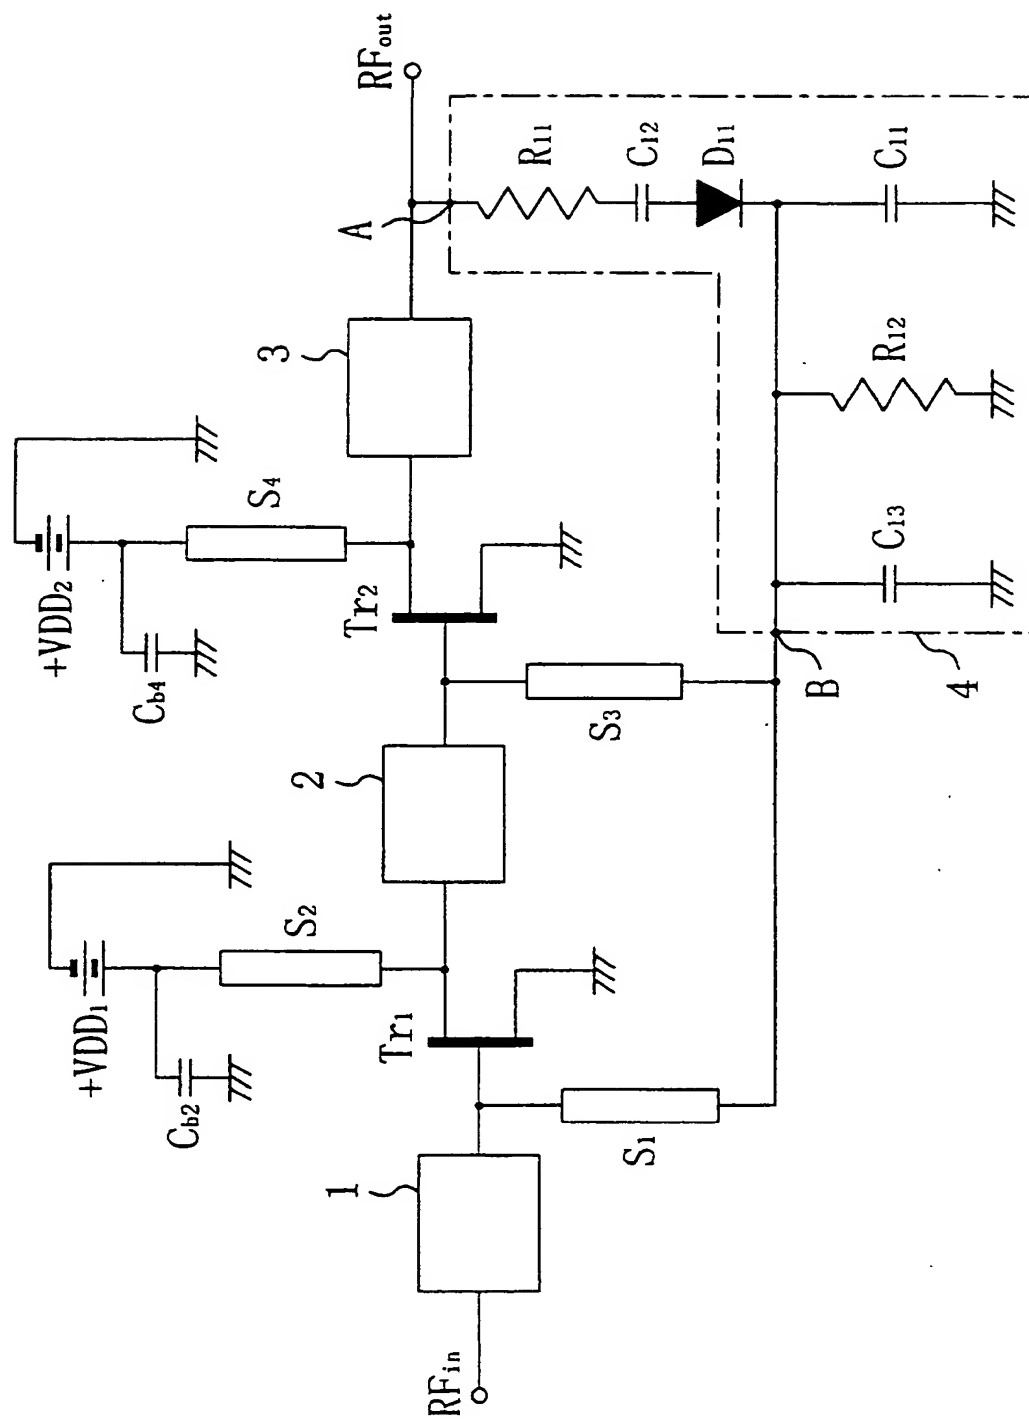 RFout
A
R11
C12
D11
C11
3
R12
S4
+VDD2
Cb4
Tr2
C13
B
4
S3
2
S2
+VDD1
Cb2
Tr1
S1
1
RFin